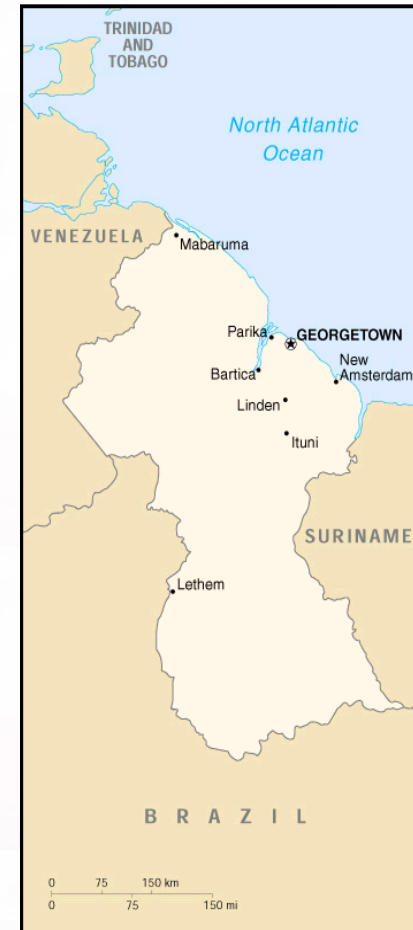 TRINIDAD
AND
TOBAGO
North Atlantic
Ocean
VENEZUELA
Mabaruma
Parika
GEORGETOWN
New
Amsterdam
Bartica
Linden
Ituni
SURINAME
Lethem
BRAZIL
0 75 150 km
0 75 150 mi